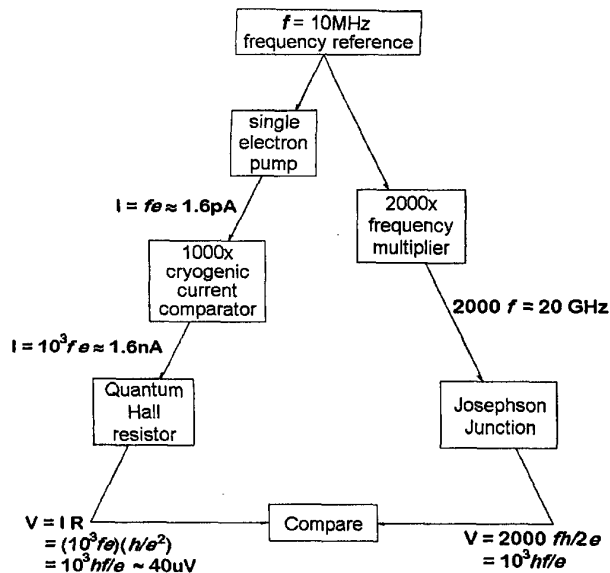 f = 10MHz
frequency reference
single
electron
pump
I = fe ≈ 1.6pA
2000x
frequency
multiplier
1000x
cryogenic
current
comparator
2000 f = 20 GHz
I = 10³fe ≈ 1.6nA
Quantum
Hall
resistor
Josephson
Junction
V = I R
= (10³fe)(h/e²)
= 10³hf/e ~ 40uV
Compare
V = 2000 fh/2e
= 10³hf/e